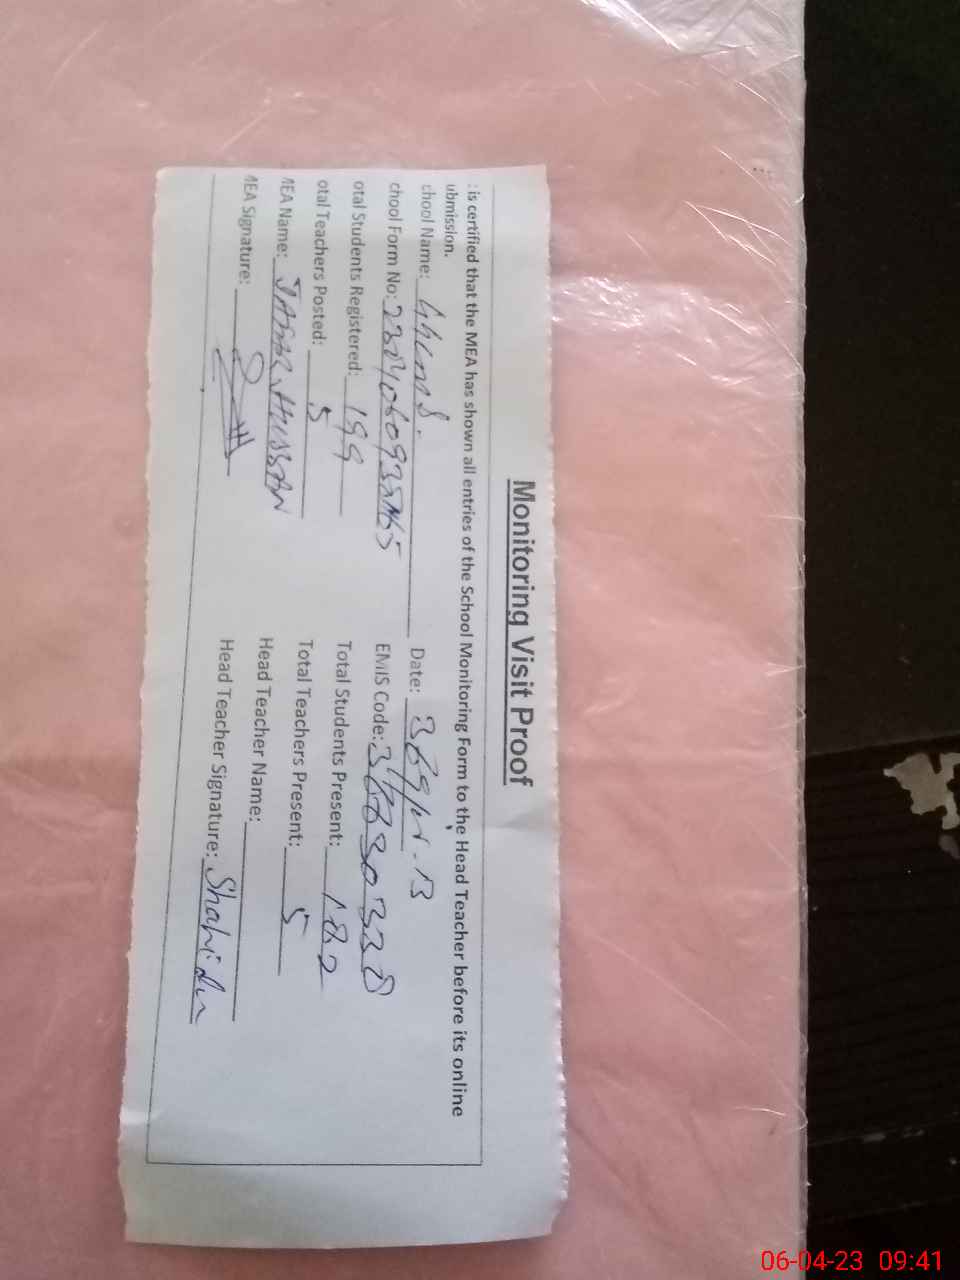 Monitoring Visit Proof
: is certified that the MEA has shown all entries of the School Monitoring Form to the Head Teacher before its online
ubmission.
chool Name: Date:
chool Form No: EMIS Code:
otal Students Registered: 199 Total Students Present: 182
otal Teachers Posted: 5 Total Teachers Present: 5
MEA Name: JAFAR HUSSAN Head Teacher Name:
MEA Signature: Head Teacher Signature:
06-04-23 09:41